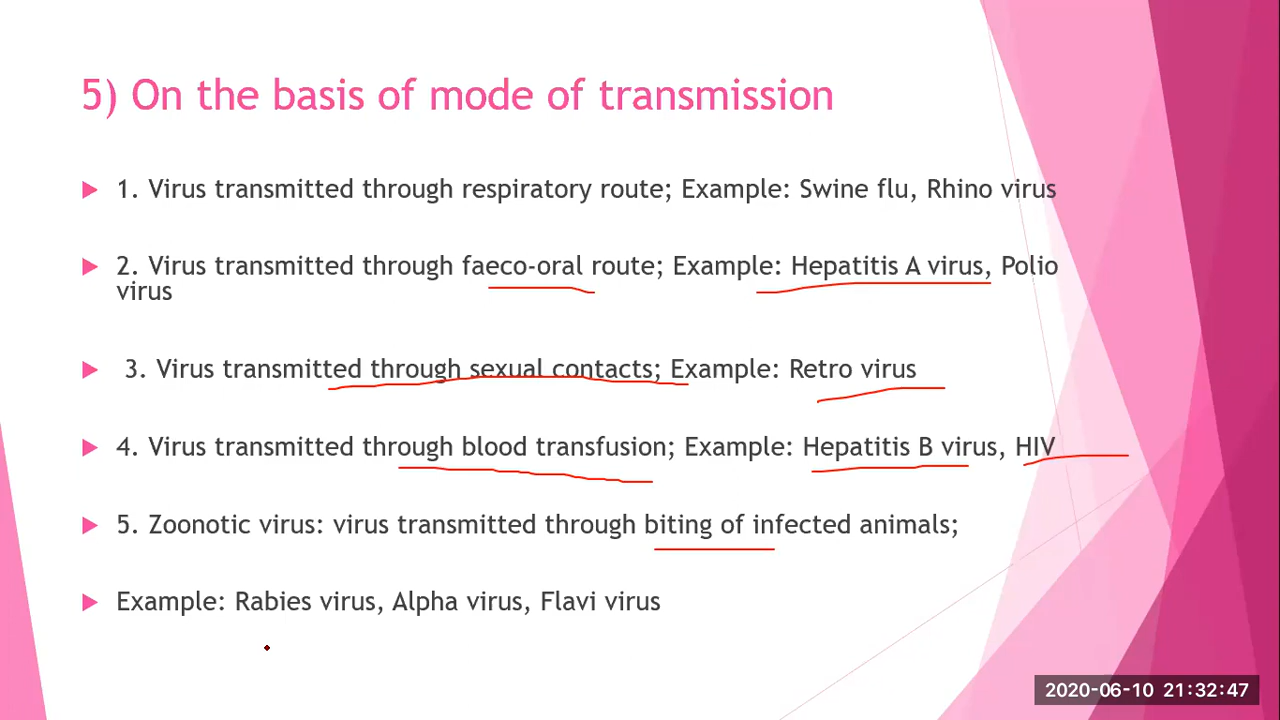 5) On the basis of mode of transmission
1. Virus transmitted through respiratory route; Example: Swine flu, Rhino virus
2. Virus transmitted through faeco-oral route; Example: Hepatitis A virus, Polio
virus
3. Virus transmitted through sexual contacts; Example: Retro virus
4. Virus transmitted through blood transfusion; Example: Hepatitis B virus, HIV
5. Zoonotic virus: virus transmitted through biting of infected animals;
Example: Rabies virus, Alpha virus, Flavi virus
2020-06-10 21:32:47